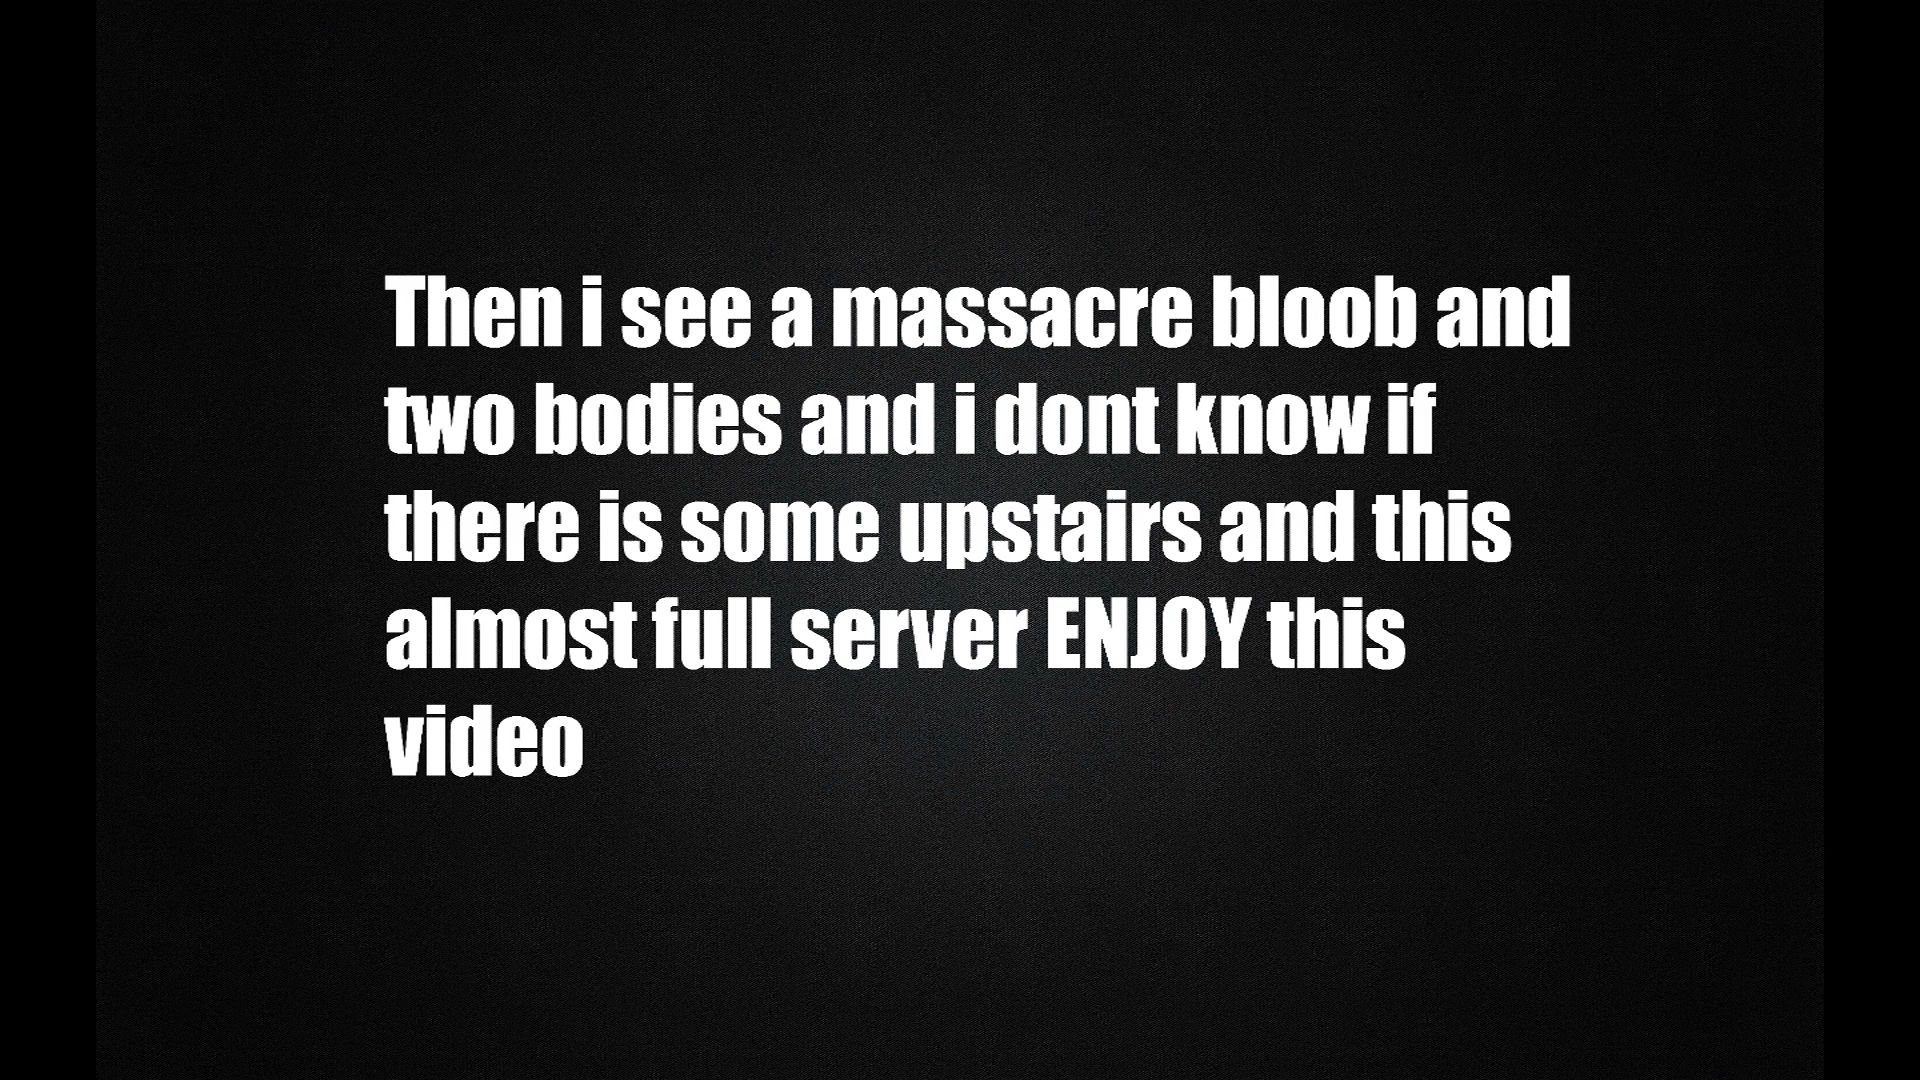 Then i see a massacre bloob and
two bodies and i dont know if
there is some upstairs and this
almost full server ENJOY this
video